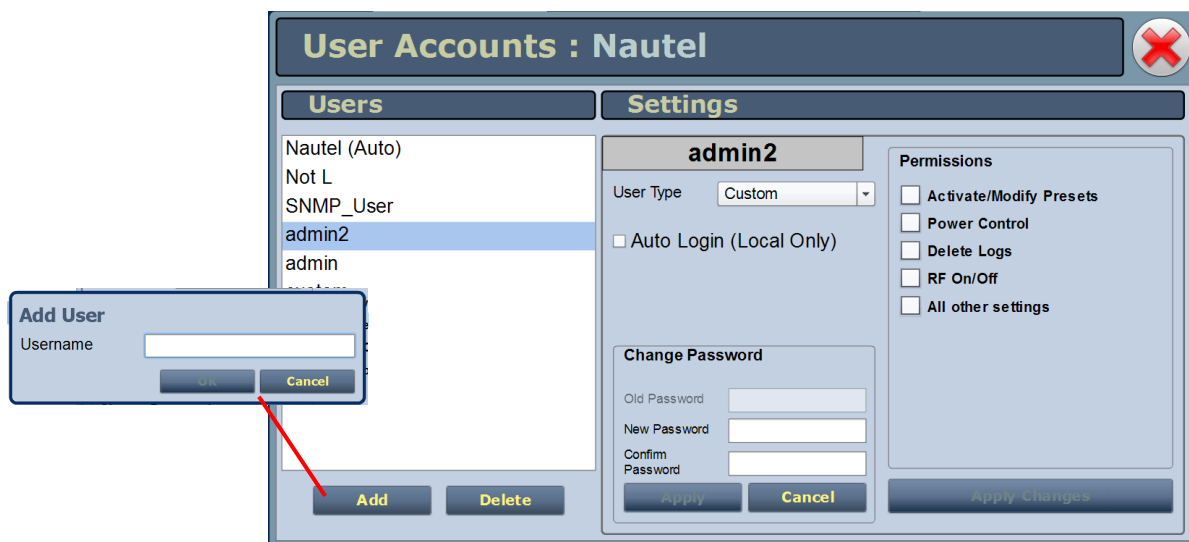 User Accounts : Nautel
Users
Settings
Nautel (Auto)
Not L
SNMP_User
admin2
admin
admin2
User Type
Custom
Auto Login (Local Only)
Permissions
Activate/Modify Presets
Power Control
Delete Logs
RF On/Off
All other settings
Add User
Username
OK
Cancel
Change Password
Old Password
New Password
Confirm
Password
Apply
Cancel
Add
Delete
Apply Changes